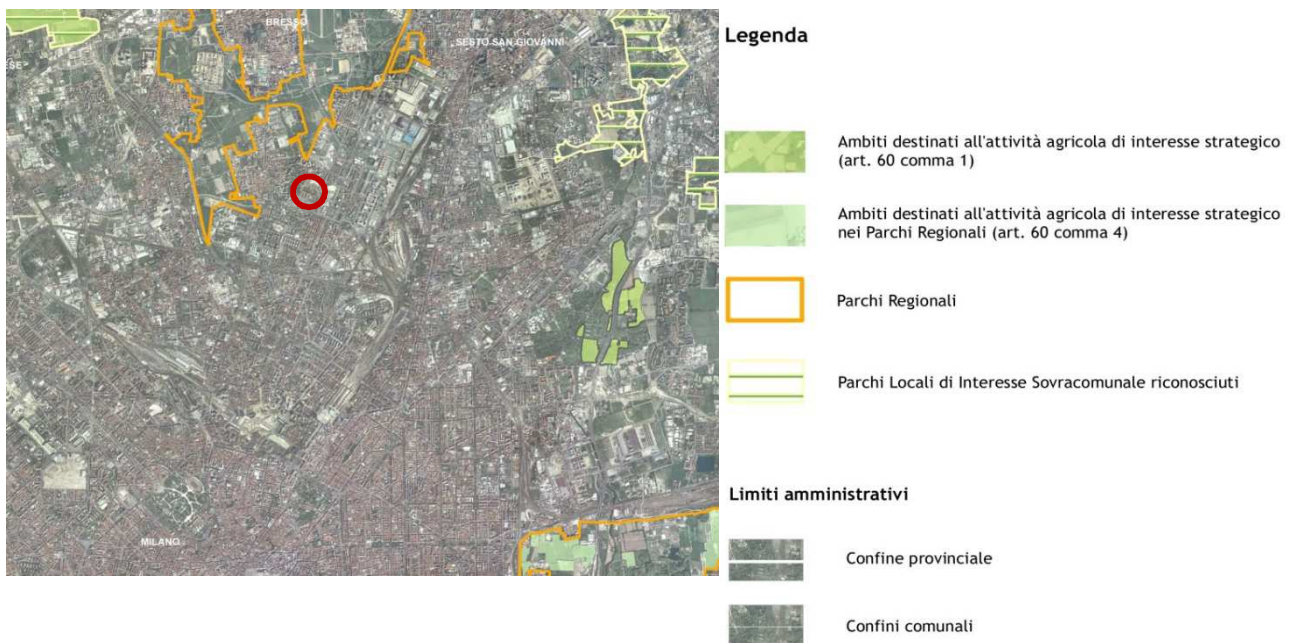 BRESSO
SESTO SAN GIOVANNI
ESE
MILANO
Legenda
Ambiti destinati all'attività agricola di interesse strategico
(art. 60 comma 1)
Ambiti destinati all'attività agricola di interesse strategico
nei Parchi Regionali (art. 60 comma 4)
Parchi Regionali
Parchi Locali di Interesse Sovracomunale riconosciuti
Limiti amministrativi
Confine provinciale
Confini comunali